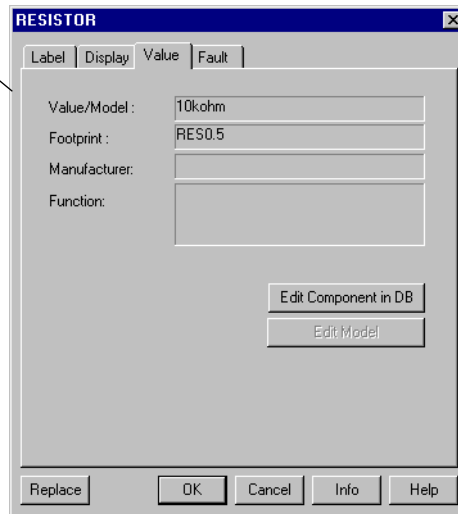 RESISTOR
Label Display Value Fault
Value/Model : 10kohm
Footprint : RES0.5
Manufacturer:
Function:
Edit Component in DB
Edit Model
Replace OK Cancel Info Help